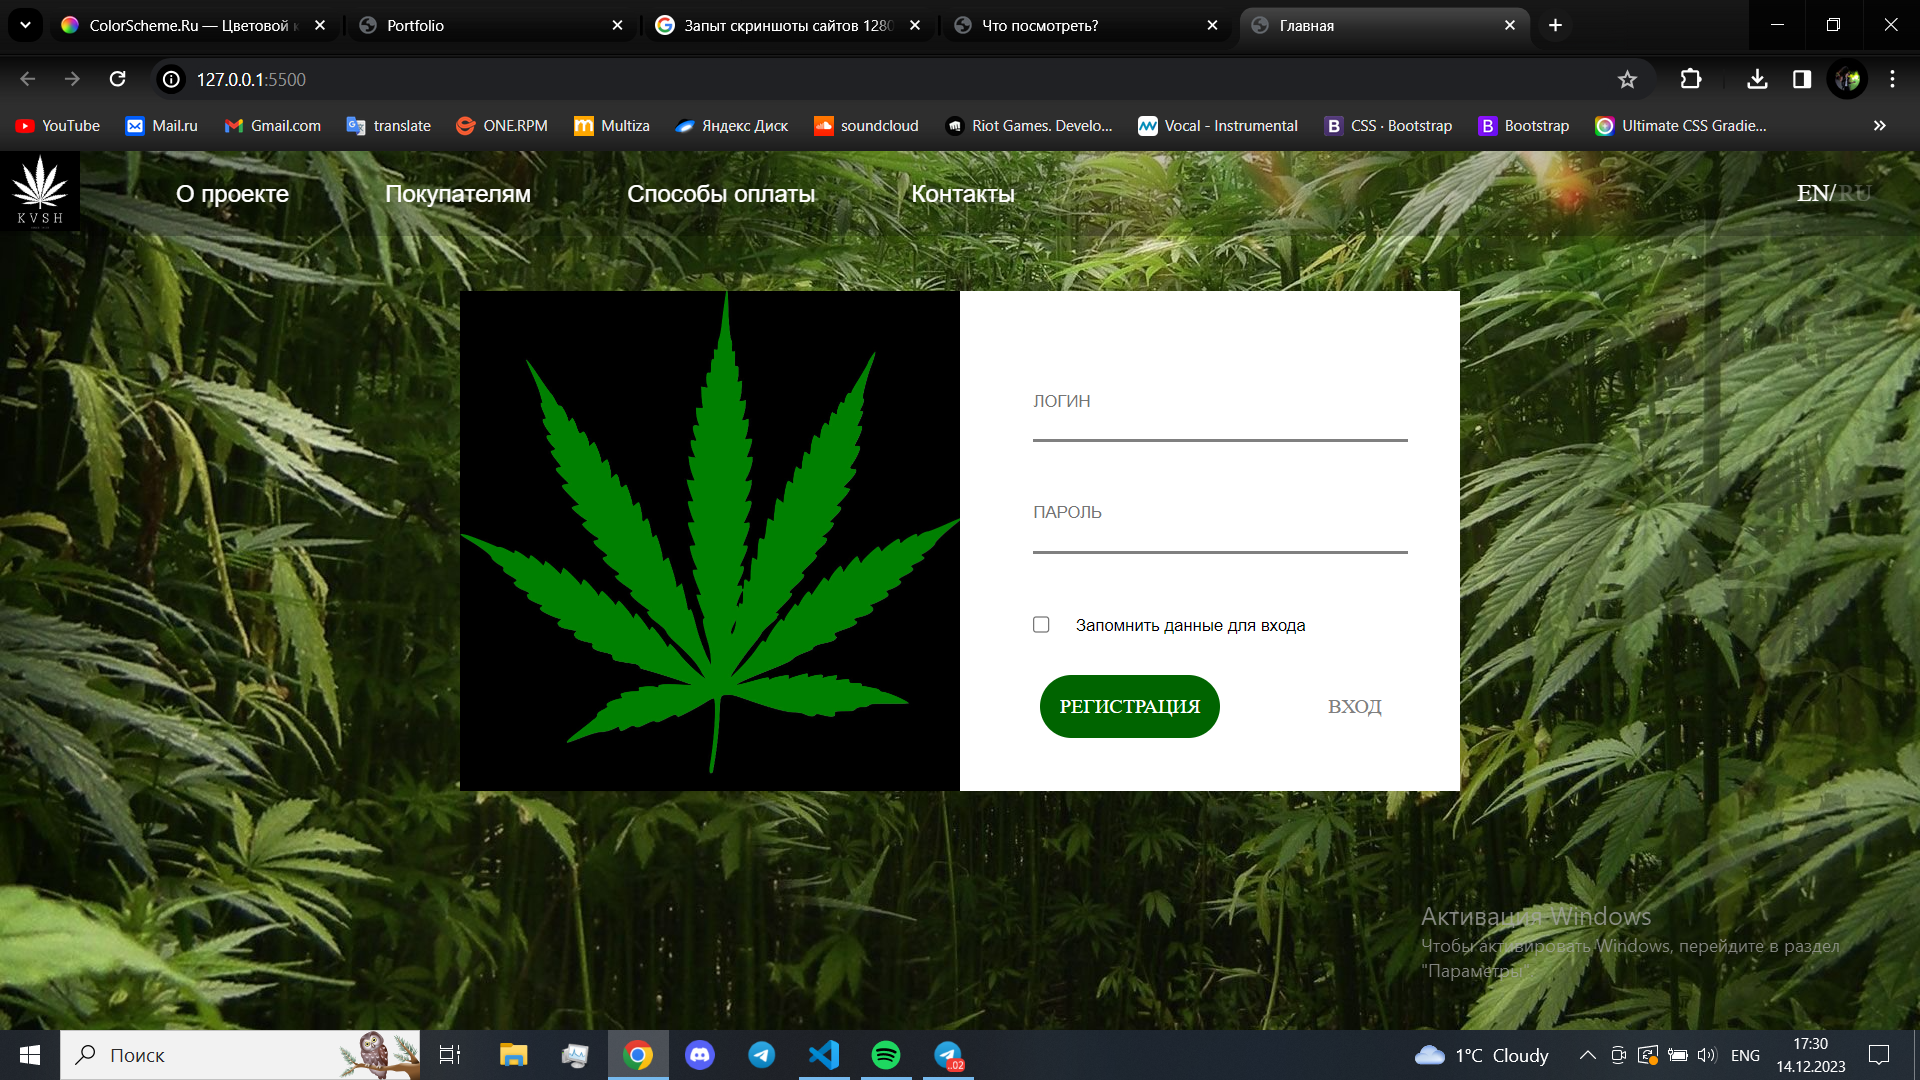 ColorScheme.Ru — Цветовой к
Portfolio
Запыт скриншоты сайтов 1280
Что посмотреть?
Главная
127.0.0.1:5500
YouTube
Mail.ru
Gmail.com
translate
ONE.RPM
Multiza
Яндекс Диск
soundcloud
Riot Games. Develo...
Vocal - Instrumental
CSS · Bootstrap
Bootstrap
Ultimate CSS Gradie...
KVSH
О проекте
Покупателям
Способы оплаты
Контакты
EN/RU
ЛОГИН
ПАРОЛЬ
Запомнить данные для входа
РЕГИСТРАЦИЯ
ВХОД
Активация Windows
Чтобы активировать Windows, перейдите в раздел
"Параметры".
Поиск
..02
1°C Cloudy
ENG
17:30
14.12.2023